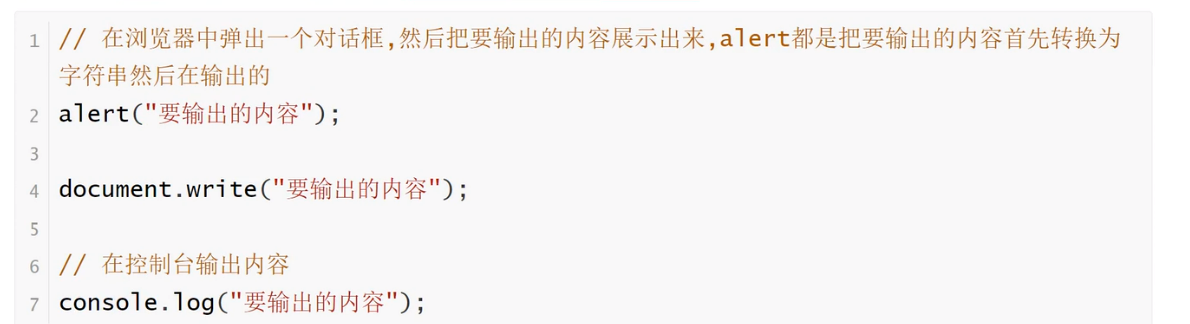 1 // 在浏览器中弹出一个对话框,然后把要输出的内容展示出来,alert都是把要输出的内容首先转换为
字符串然后在输出的
2 alert("要输出的内容");
3
4 document.write("要输出的内容");
5
6 // 在控制台输出内容
7 console.log("要输出的内容");